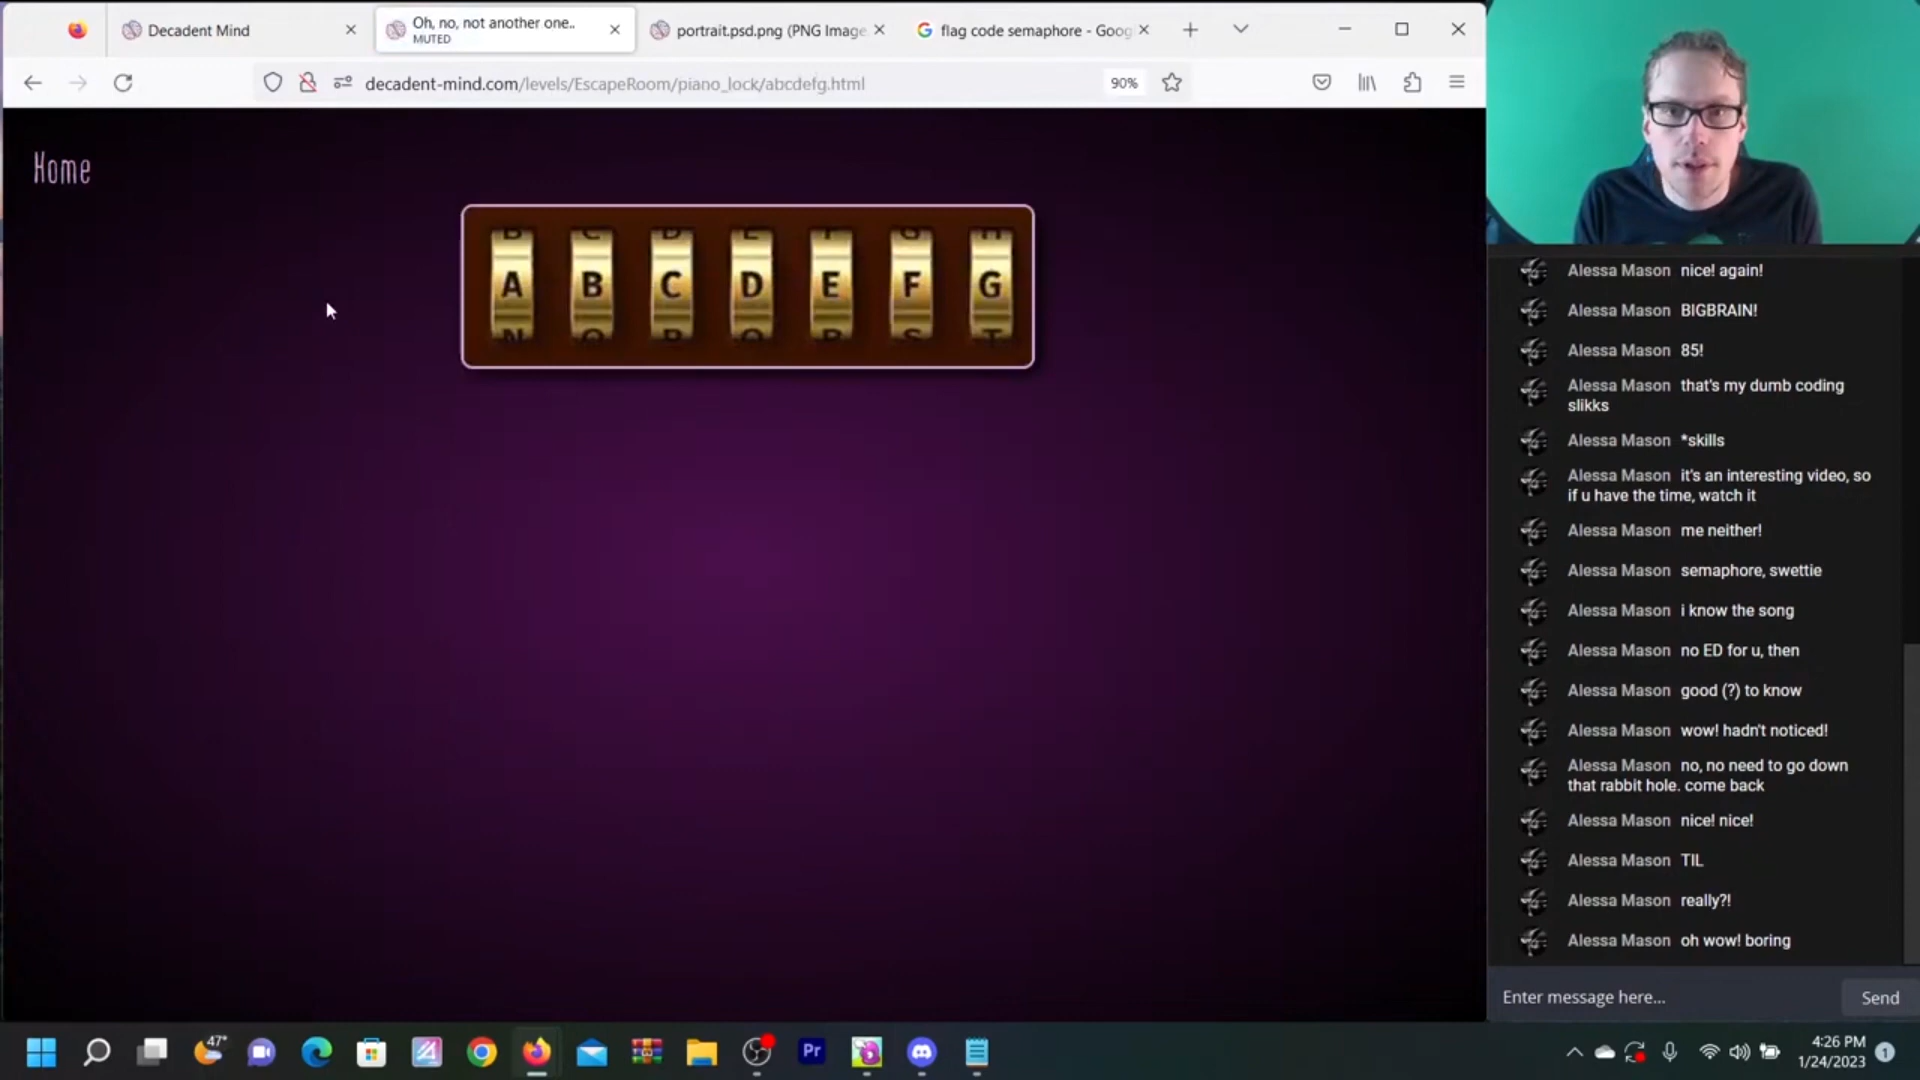 Decadent Mind
Oh, no, not another one..
MUTED
portrait.psd.png (PNG Image
flag code semaphore - Goog
decadent-mind.com/levels/EscapeRoom/piano_lock/abcdefg.html
90%
Home
A B C D E F G
Alessa Mason nice! again!
Alessa Mason BIGBRAIN!
Alessa Mason 85!
Alessa Mason that's my dumb coding
slikks
Alessa Mason *skills
Alessa Mason it's an interesting video, so
if u have the time, watch it
Alessa Mason me neither!
Alessa Mason semaphore, swettie
Alessa Mason i know the song
Alessa Mason no ED for u, then
Alessa Mason good (?) to know
Alessa Mason wow! hadn't noticed!
Alessa Mason no, no need to go down
that rabbit hole. come back
Alessa Mason nice! nice!
Alessa Mason TIL
Alessa Mason really?!
Alessa Mason oh wow! boring
Enter message here...
Send
47°
Pr
4:26 PM
1/24/2023
1